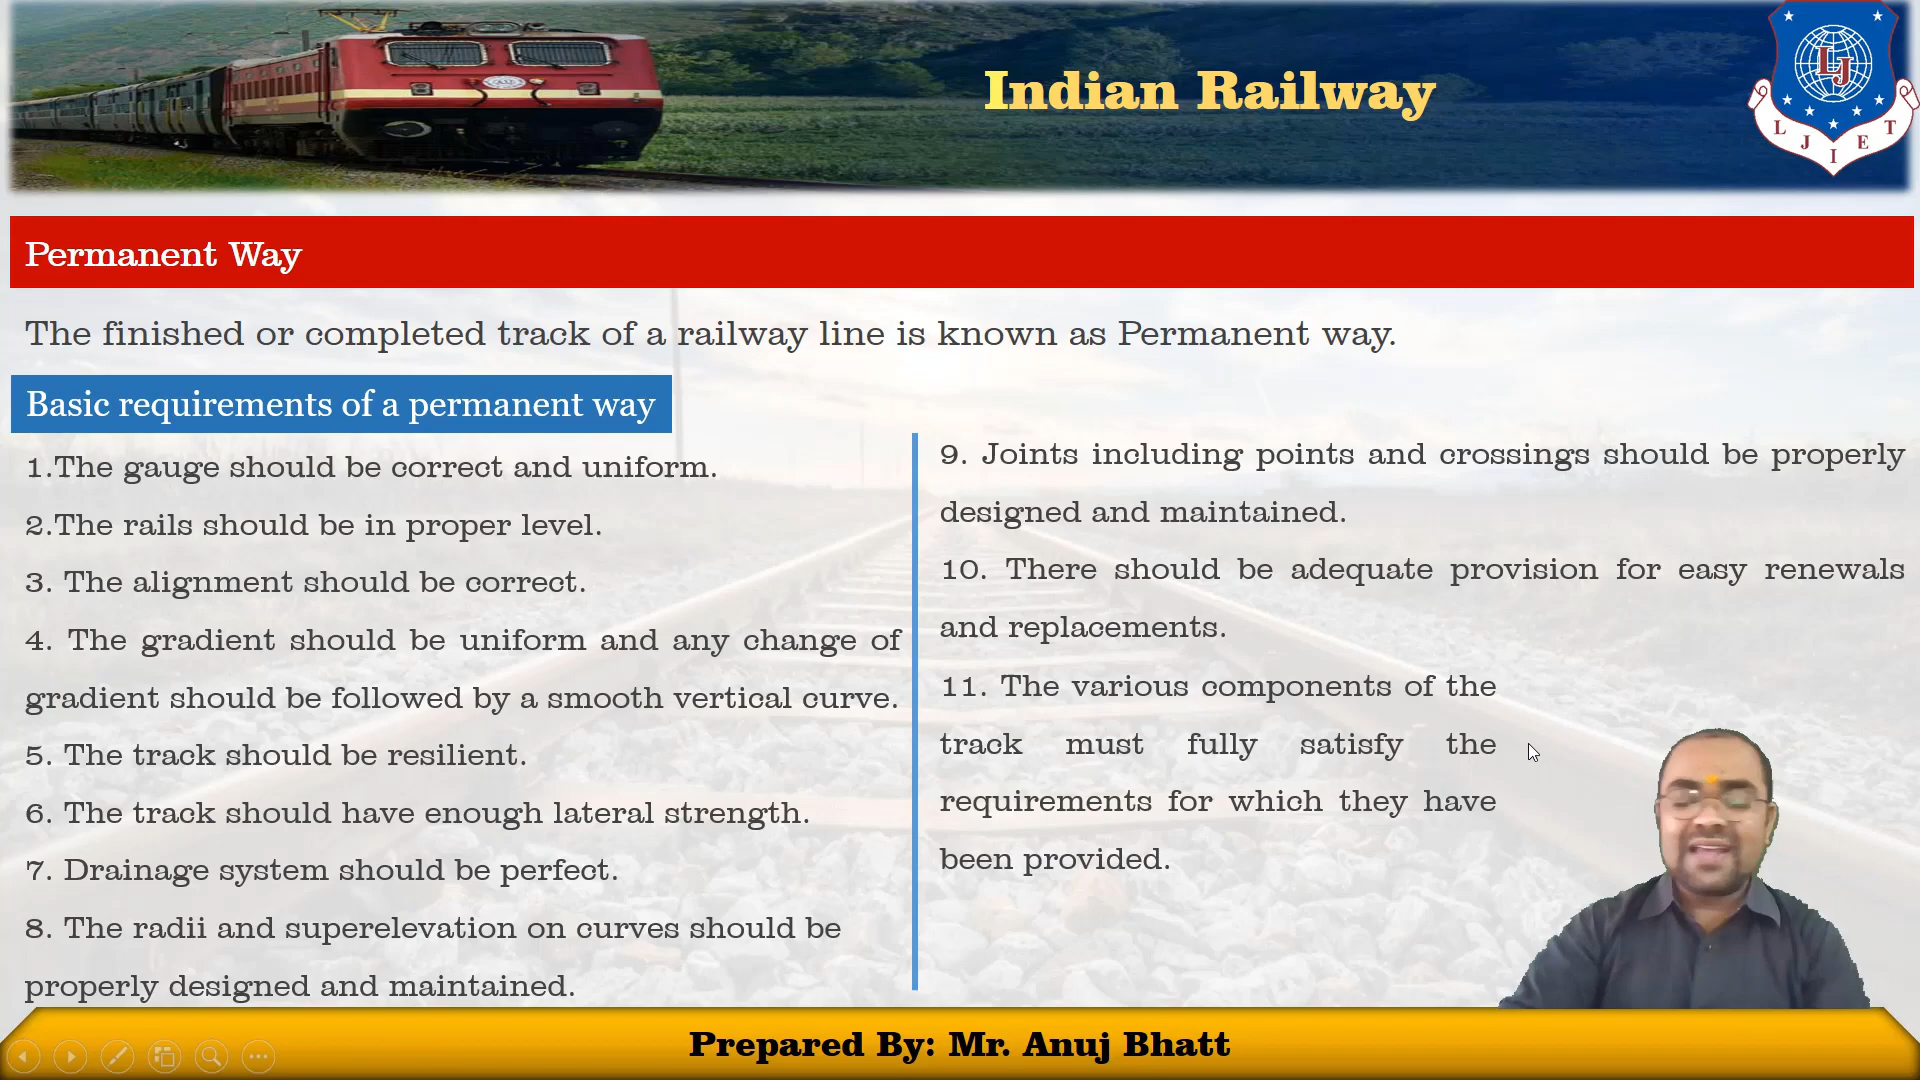 Indian Railway
LJ
L J I E T
Permanent Way
The finished or completed track of a railway line is known as Permanent way.
Basic requirements of a permanent way
1.The gauge should be correct and uniform.
2.The rails should be in proper level.
3. The alignment should be correct.
4. The gradient should be uniform and any change of
gradient should be followed by a smooth vertical curve.
5. The track should be resilient.
6. The track should have enough lateral strength.
7. Drainage system should be perfect.
8. The radii and superelevation on curves should be
properly designed and maintained.
9. Joints including points and crossings should be properly
designed and maintained.
10. There should be adequate provision for easy renewals
and replacements.
11. The various components of the
track must fully satisfy the
requirements for which they have
been provided.
Prepared By: Mr. Anuj Bhatt